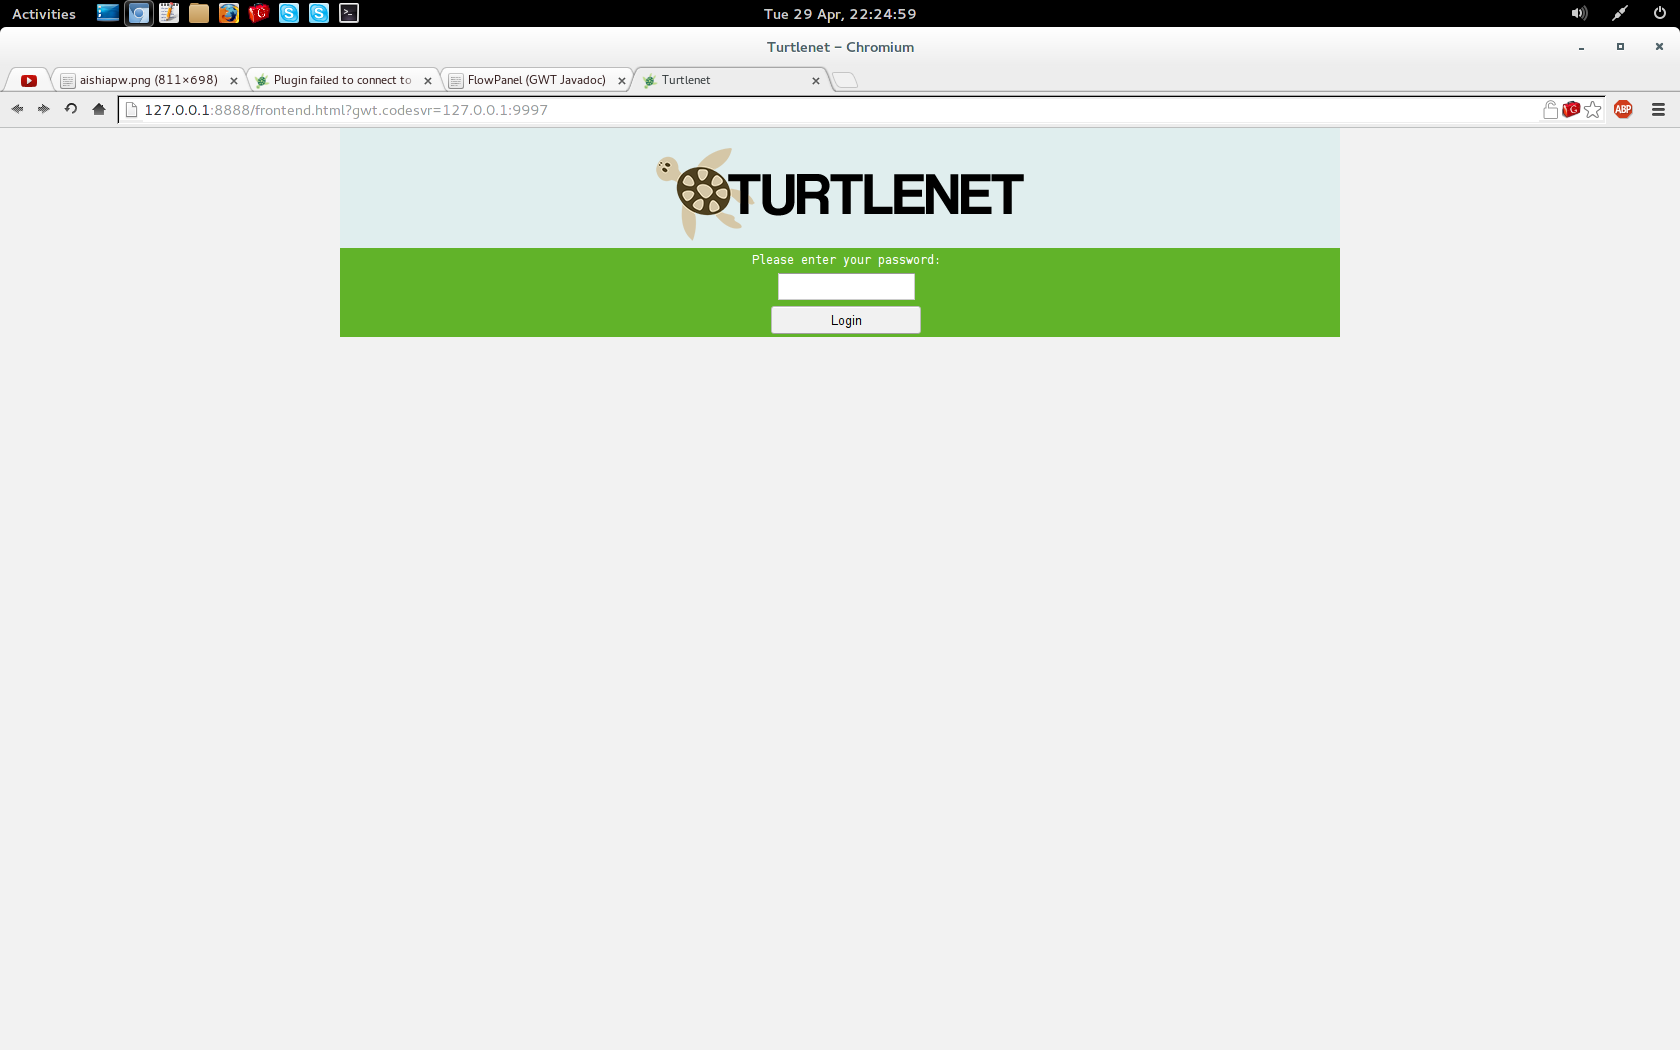 Activities
Tue 29 Apr, 22:24:59
Turtlenet - Chromium
aishiapw.png (811×698)
Plugin failed to connect to
FlowPanel (GWT Javadoc)
Turtlenet
127.0.0.1:8888/frontend.html?gwt.codesvr=127.0.0.1:9997
ABP
TURTLENET
Please enter your password:
Login